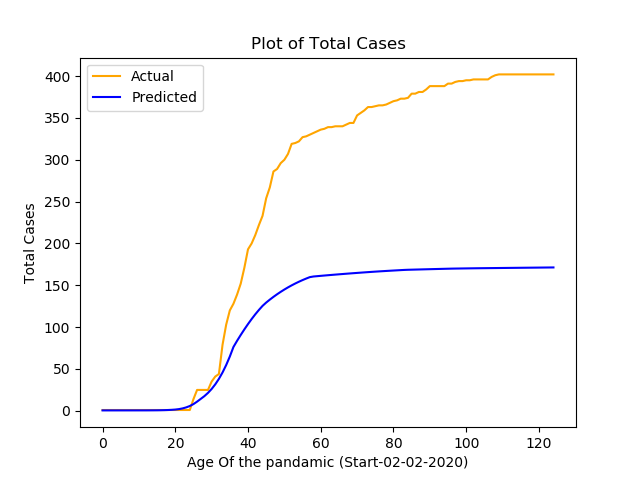 Plot of Total Cases
Actual
Predicted
400
350
300
250
200
150
100
50
0
Total Cases
0 20 40 60 80 100 120
Age Of the pandamic (Start-02-02-2020)